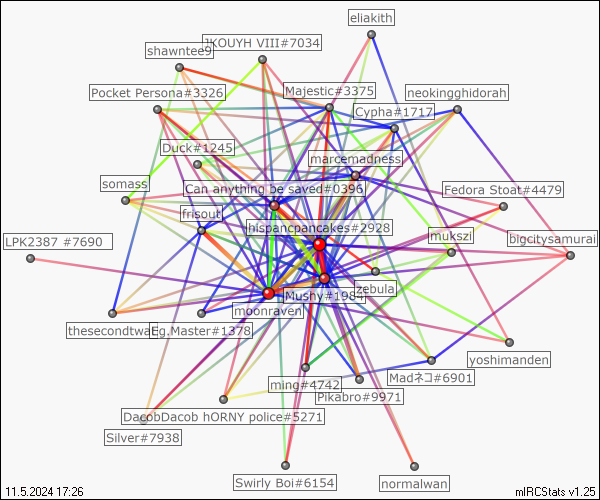 eliakith
JKOUYH VIII#7034
shawntee9
Pocket Persona#3326
Majestic#3375
neokingghidorah
Cypha#1717
Duck#1245
marcemadness
somass
Can anything be saved#0396
Fedora Stoat#4479
frisoutl
hispancpancakes#2928
LPK2387 #7690
mukszi
bigcitysamurai
zebula
Mushy#1984
moonraven
thesecondtwa
Eg.Master#1378
yoshimanden
Madネコ#6901
ming#4742
Pikabro#9971
DacobDacob hORNY police#5271
Silver#7938
Swirly Boi#6154
normalwan
11.5.2024 17:26
mIRCStats v1.25